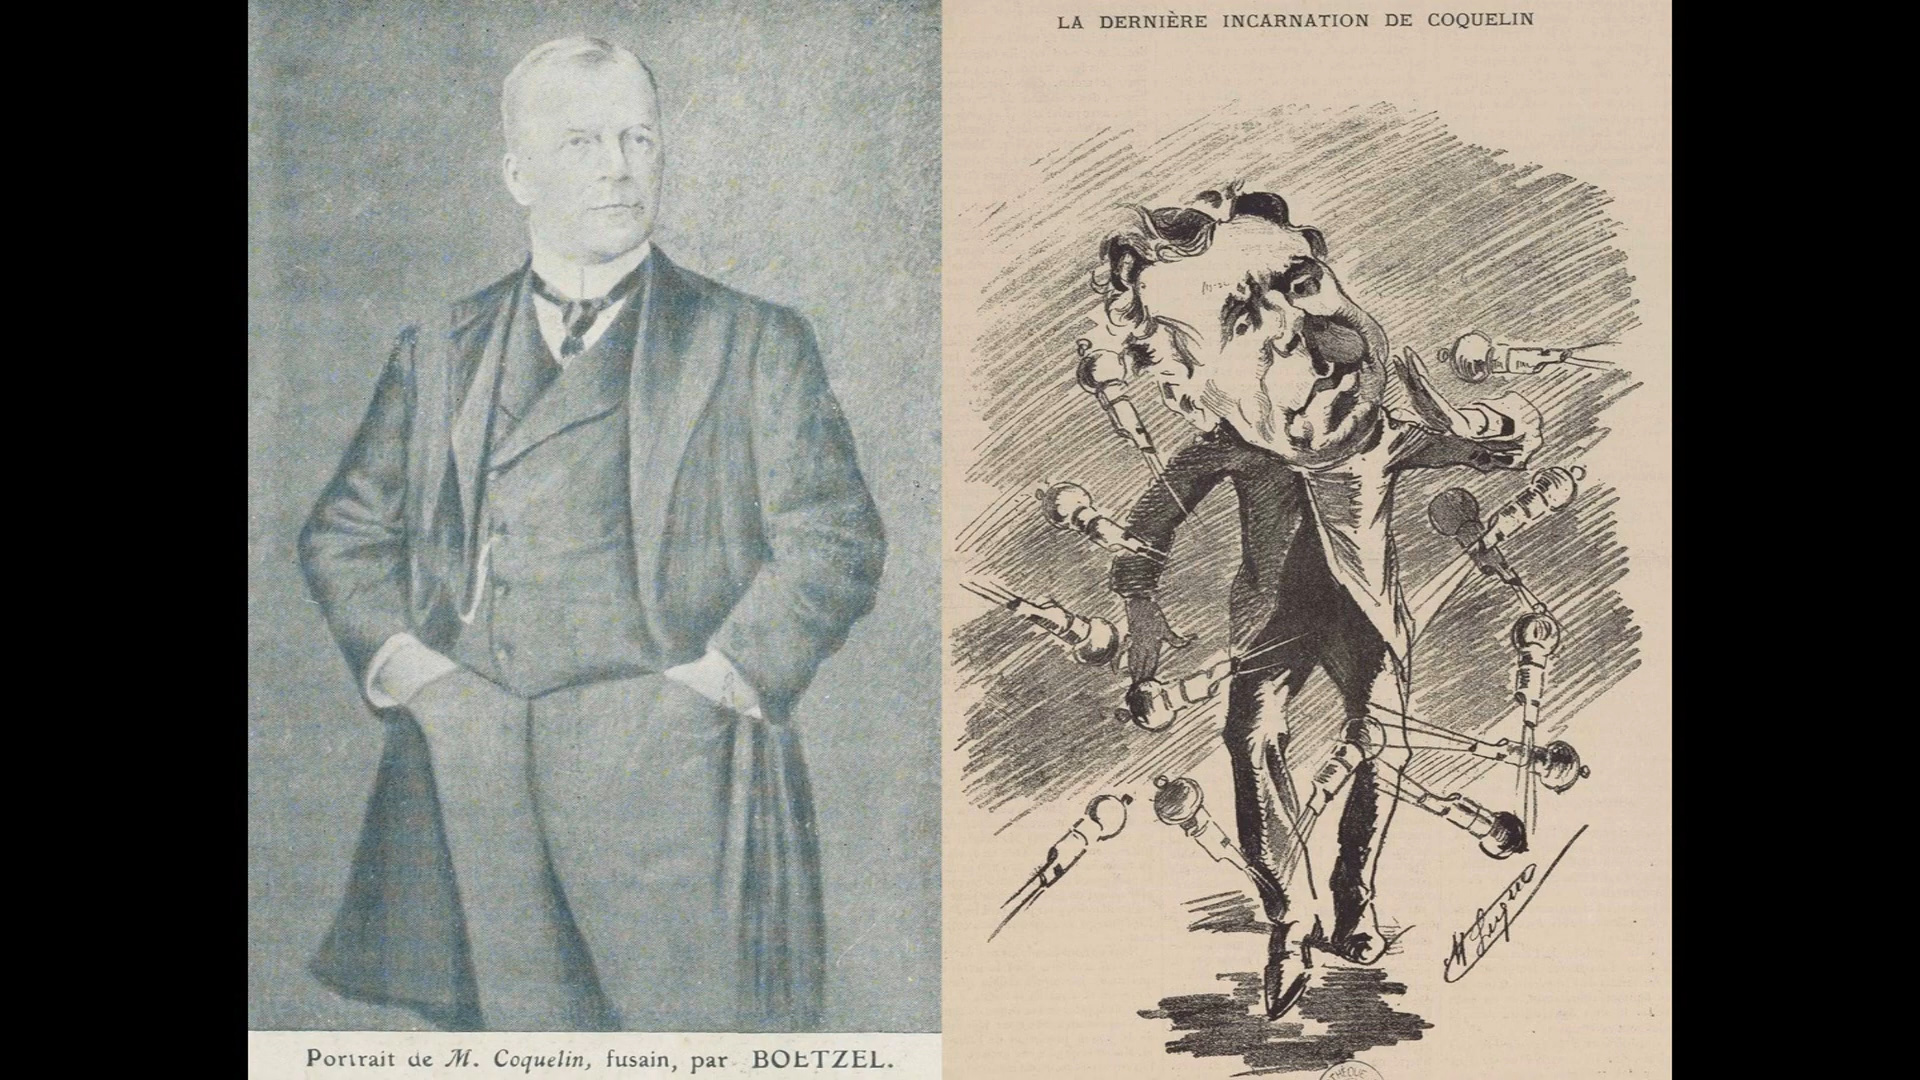 LA DERNIÈRE INCARNATION DE COQUELIN
Portrait de M. Coquelin, fusain, par BOETZEL.